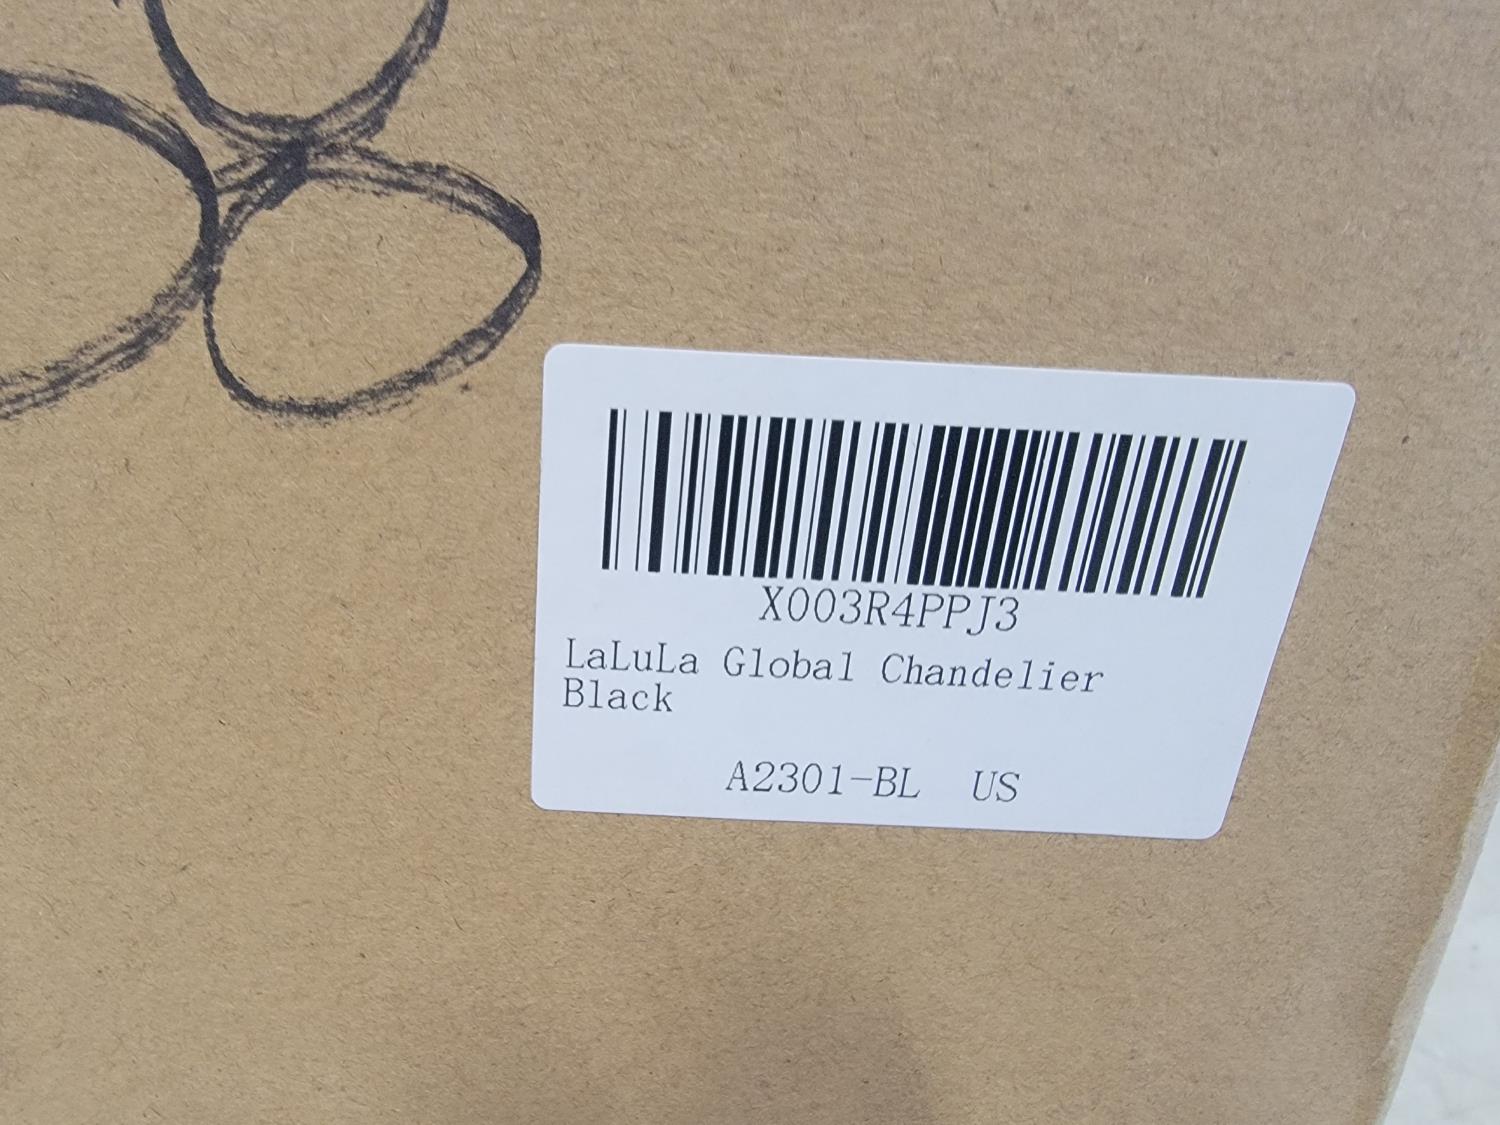 X003R4PPJ3
LaLuLa Global Chandelier
Black
A2301-BL US